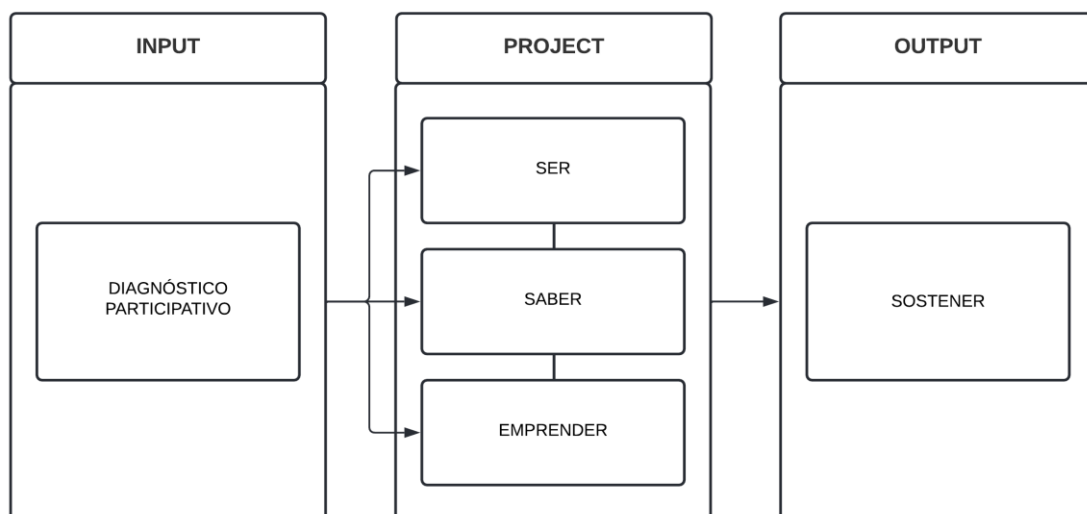 INPUT
PROJECT
OUTPUT
DIAGNÓSTICO
PARTICIPATIVO
SER
SABER
EMPRENDER
SOSTENER